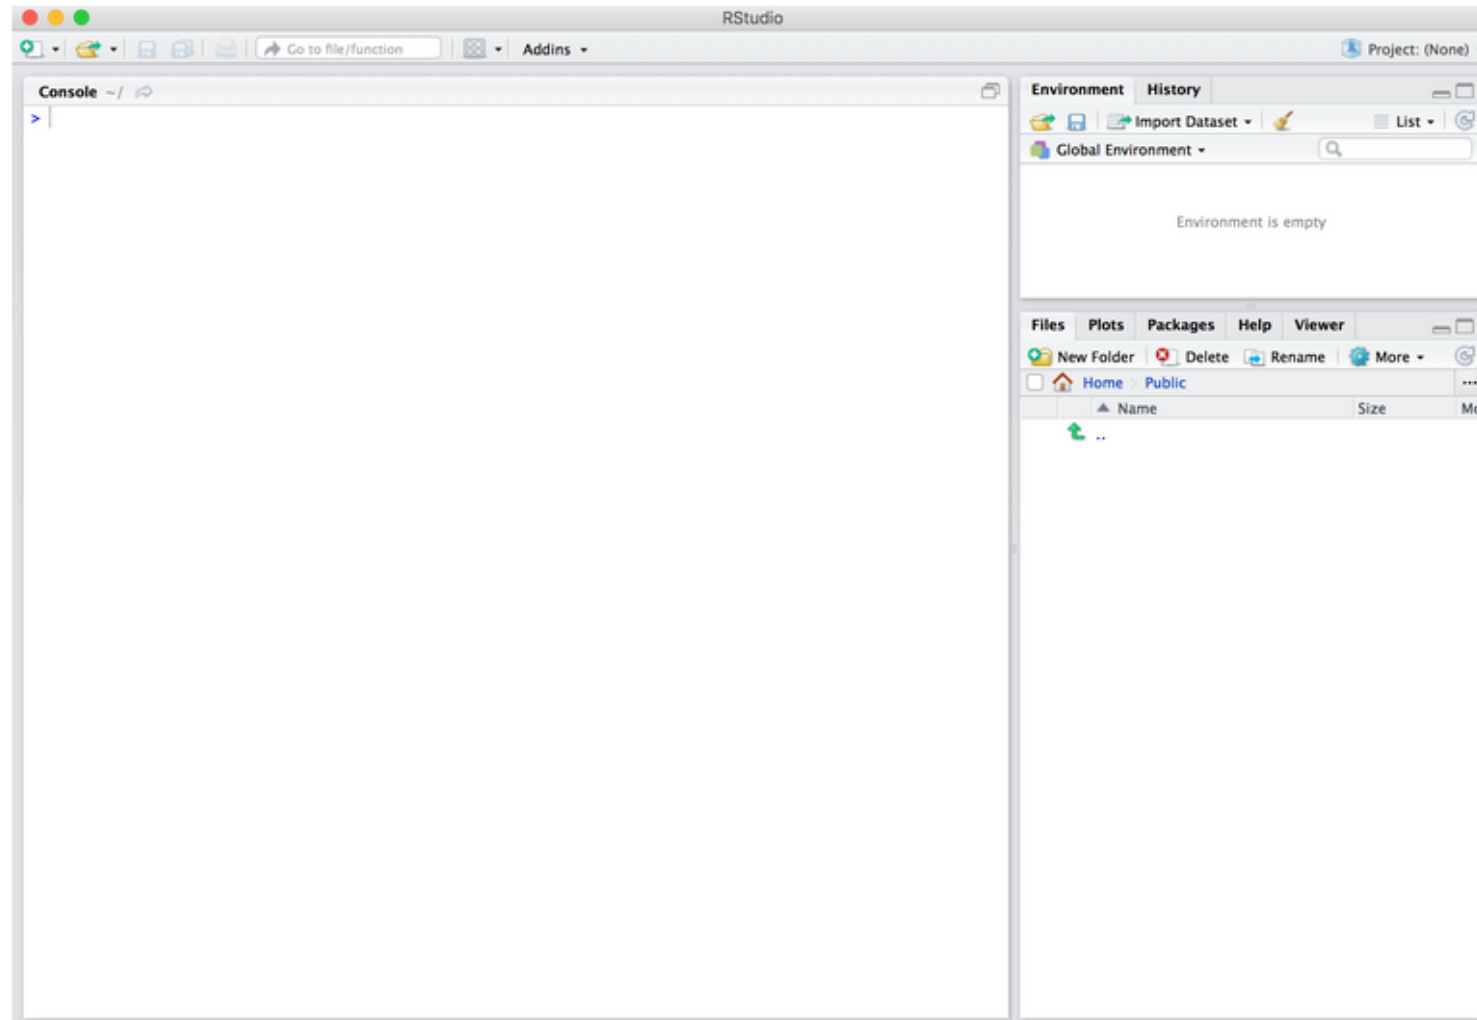 RStudio
Go to file/function
Addins
Project: (None)
Console ~/
>
Environment History
Import Dataset
List
Global Environment
Environment is empty
Files Plots Packages Help Viewer
New Folder Delete Rename More
Home Public ...
Name Size Mo
..